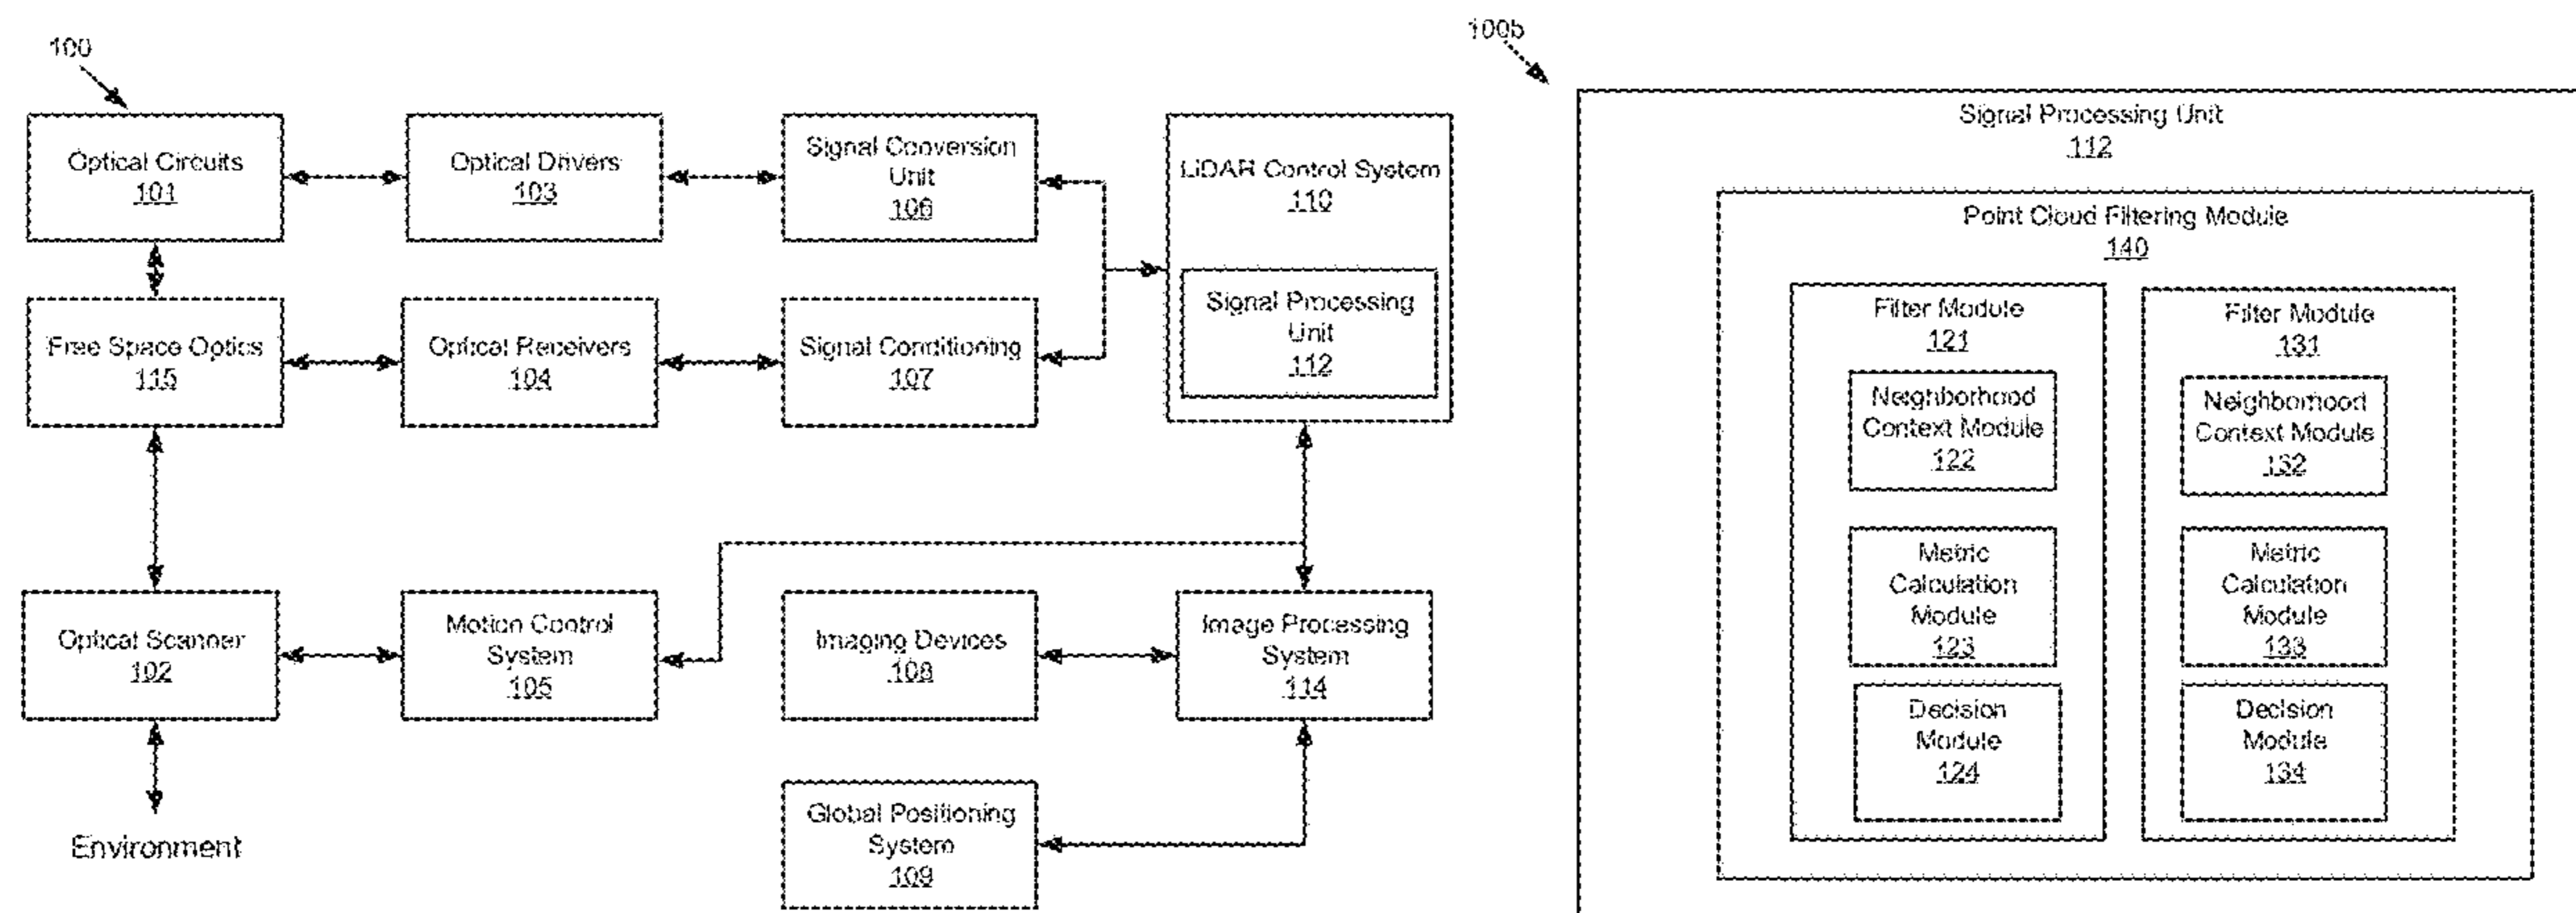 100
Optical Circuits
101
Optical Drivers
103
Signal Conversion
Unit
106
LiDAR Control System
110
Signal Processing
Unit
112
Free Space Optics
115
Optical Receivers
104
Signal Conditioning
107
Optical Scanner
102
Motion Control
System
105
Imaging Devices
108
Image Processing
System
114
Global Positioning
System
109
Environment
100b
Signal Processing Unit
112
Point Cloud Filtering Module
140
Filter Module
121
Neighborhood
Context Module
122
Metric
Calculation
Module
123
Decision
Module
124
Filter Module
131
Neighborhood
Context Module
132
Metric
Calculation
Module
133
Decision
Module
134